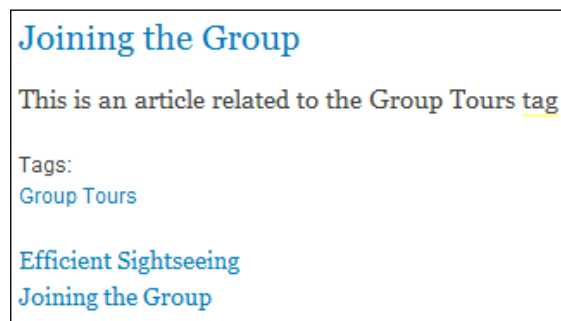 Joining the Group
This is an article related to the Group Tours tag
Tags:
Group Tours
Efficient Sightseeing
Joining the Group